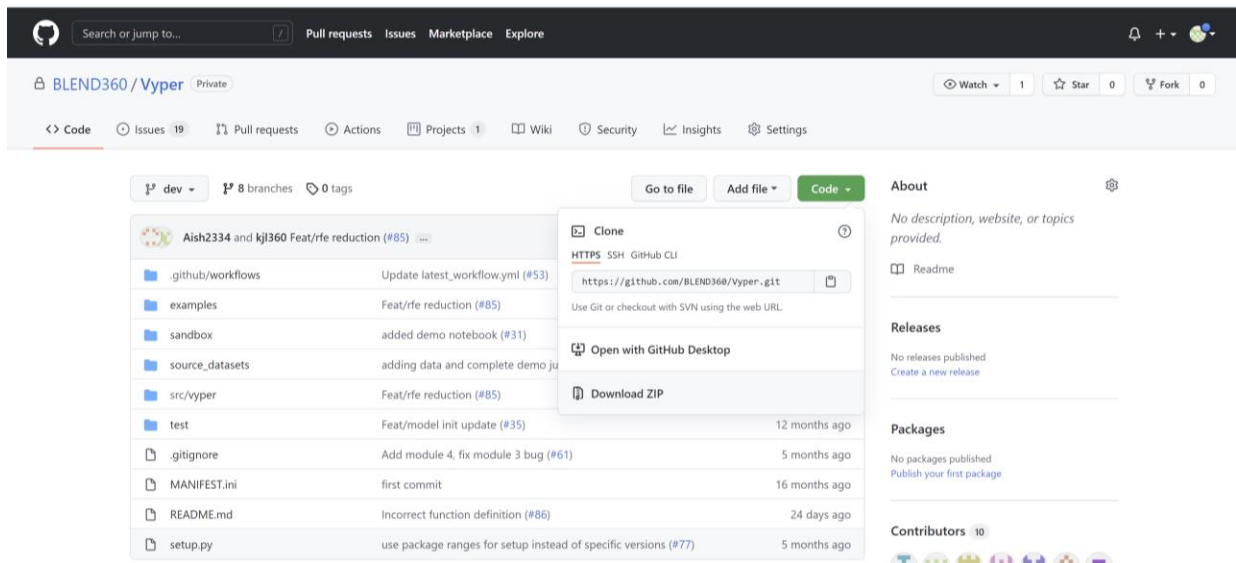 Search or jump to... / Pull requests Issues Marketplace Explore
BLEND360 / Vyper Private Watch 1 Star 0 Fork 0
Code Issues 19 Pull requests Actions Projects 1 Wiki Security Insights Settings
dev 8 branches 0 tags Go to file Add file Code
About
No description, website, or topics
provided.
Readme
Releases
No releases published
Create a new release
Packages
No packages published
Publish your first package
Contributors 10
Clone
HTTPS SSH GitHub CLI
https://github.com/BLEND360/Vyper.git
Use Git or checkout with SVN using the web URL.
Open with GitHub Desktop
Download ZIP
Aish2334 and kjl360 Feat/rfe reduction (#85) ...
.github/workflows Update latest_workflow.yml (#53)
examples Feat/rfe reduction (#85)
sandbox added demo notebook (#31)
source_datasets adding data and complete demo ju
src/vyper Feat/rfe reduction (#85)
test Feat/model init update (#35) 12 months ago
.gitignore Add module 4, fix module 3 bug (#61) 5 months ago
MANIFEST.ini first commit 16 months ago
README.md Incorrect function definition (#86) 24 days ago
setup.py use package ranges for setup instead of specific versions (#77) 5 months ago